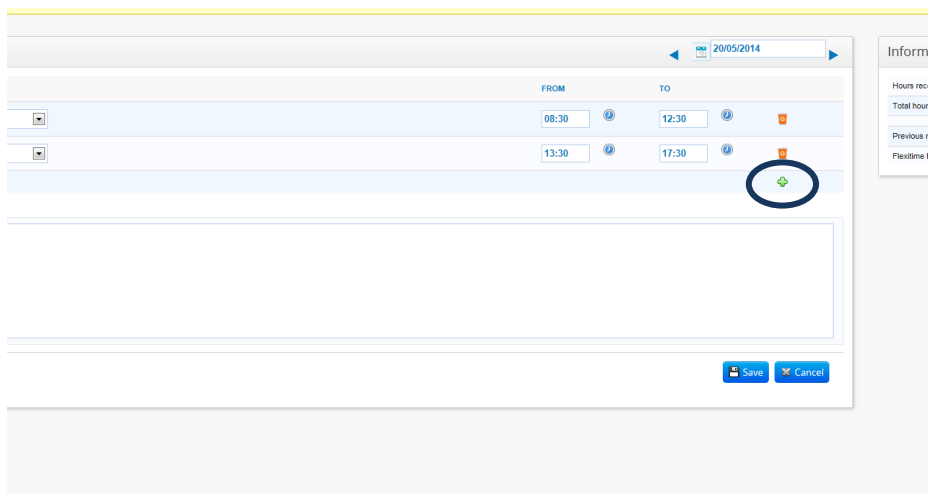 20/05/2014
Inform
FROM TO
Hours rec
Total hour
08:30 12:30
Previous r
13:30 17:30
Flexitime
Save Cancel